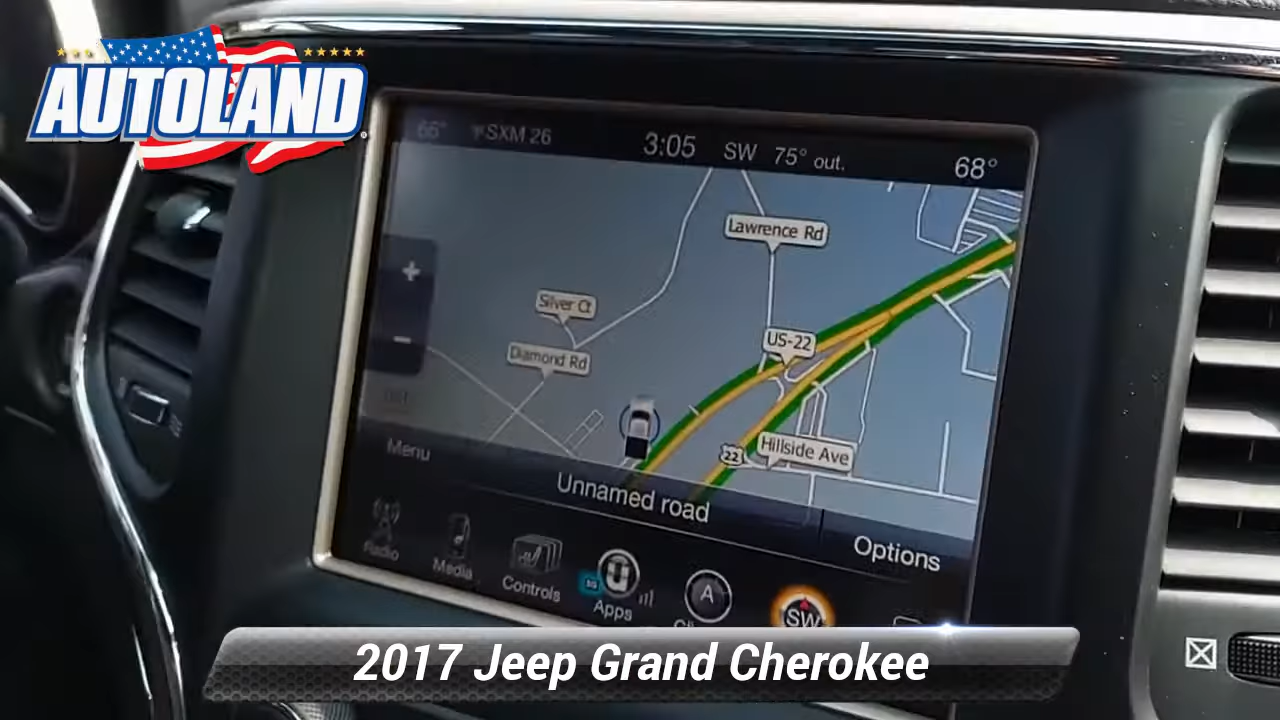 AUTOLAND
66° SXM 26 3:05 SW 75° out. 68°
Lawrence Rd
+
Silver Ct
US-22
Diamond Rd
−
22
Hillside Ave
Menu
Unnamed road
Options
Radio
Media
Controls
Apps
A
SW
2017 Jeep Grand Cherokee